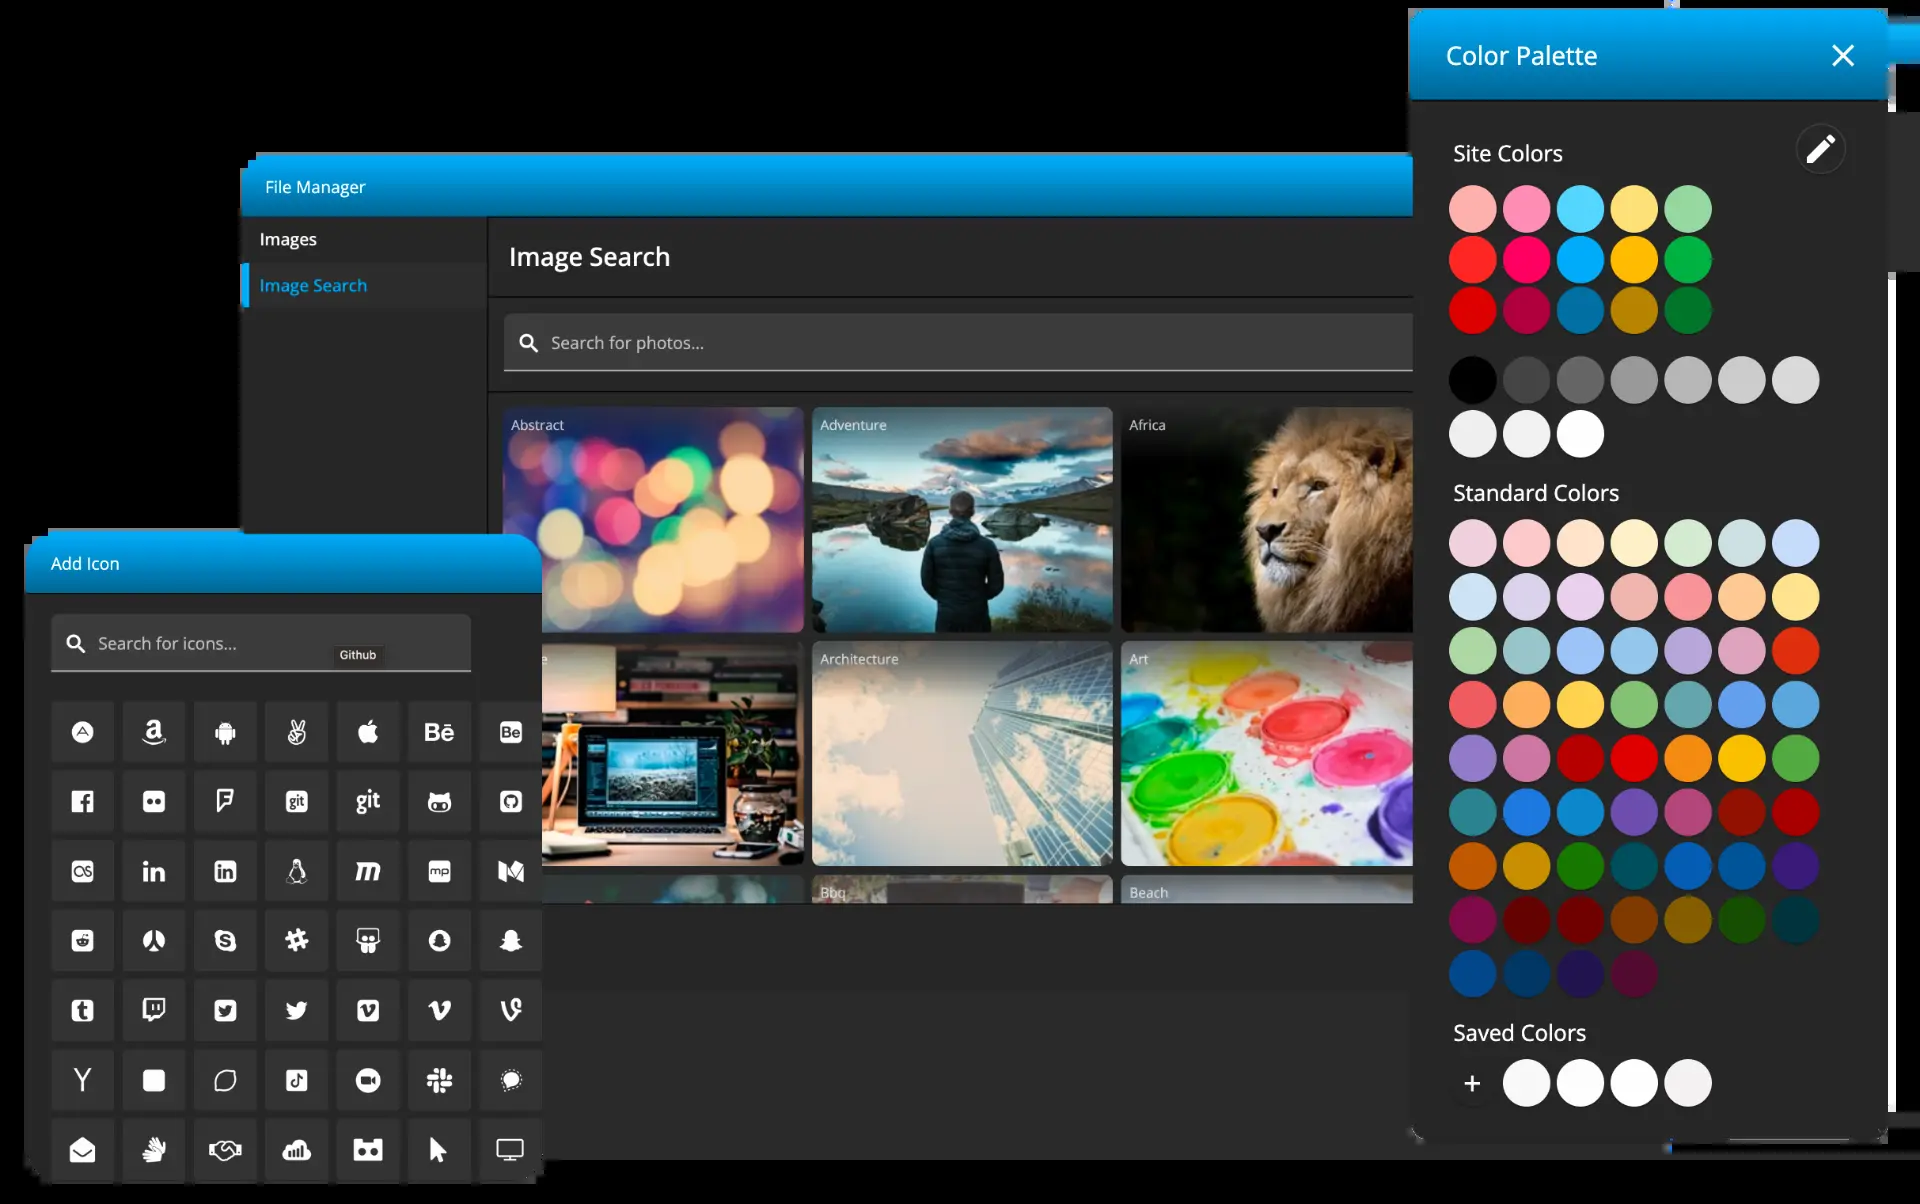 Color Palette
Site Colors
Standard Colors
Saved Colors
File Manager
Images
Image Search
Image Search
Search for photos...
Abstract
Adventure
Africa
Architecture
Art
Bbq
Beach
Add Icon
Search for icons...
Github
Bē
Be
git
git
in
in
mp